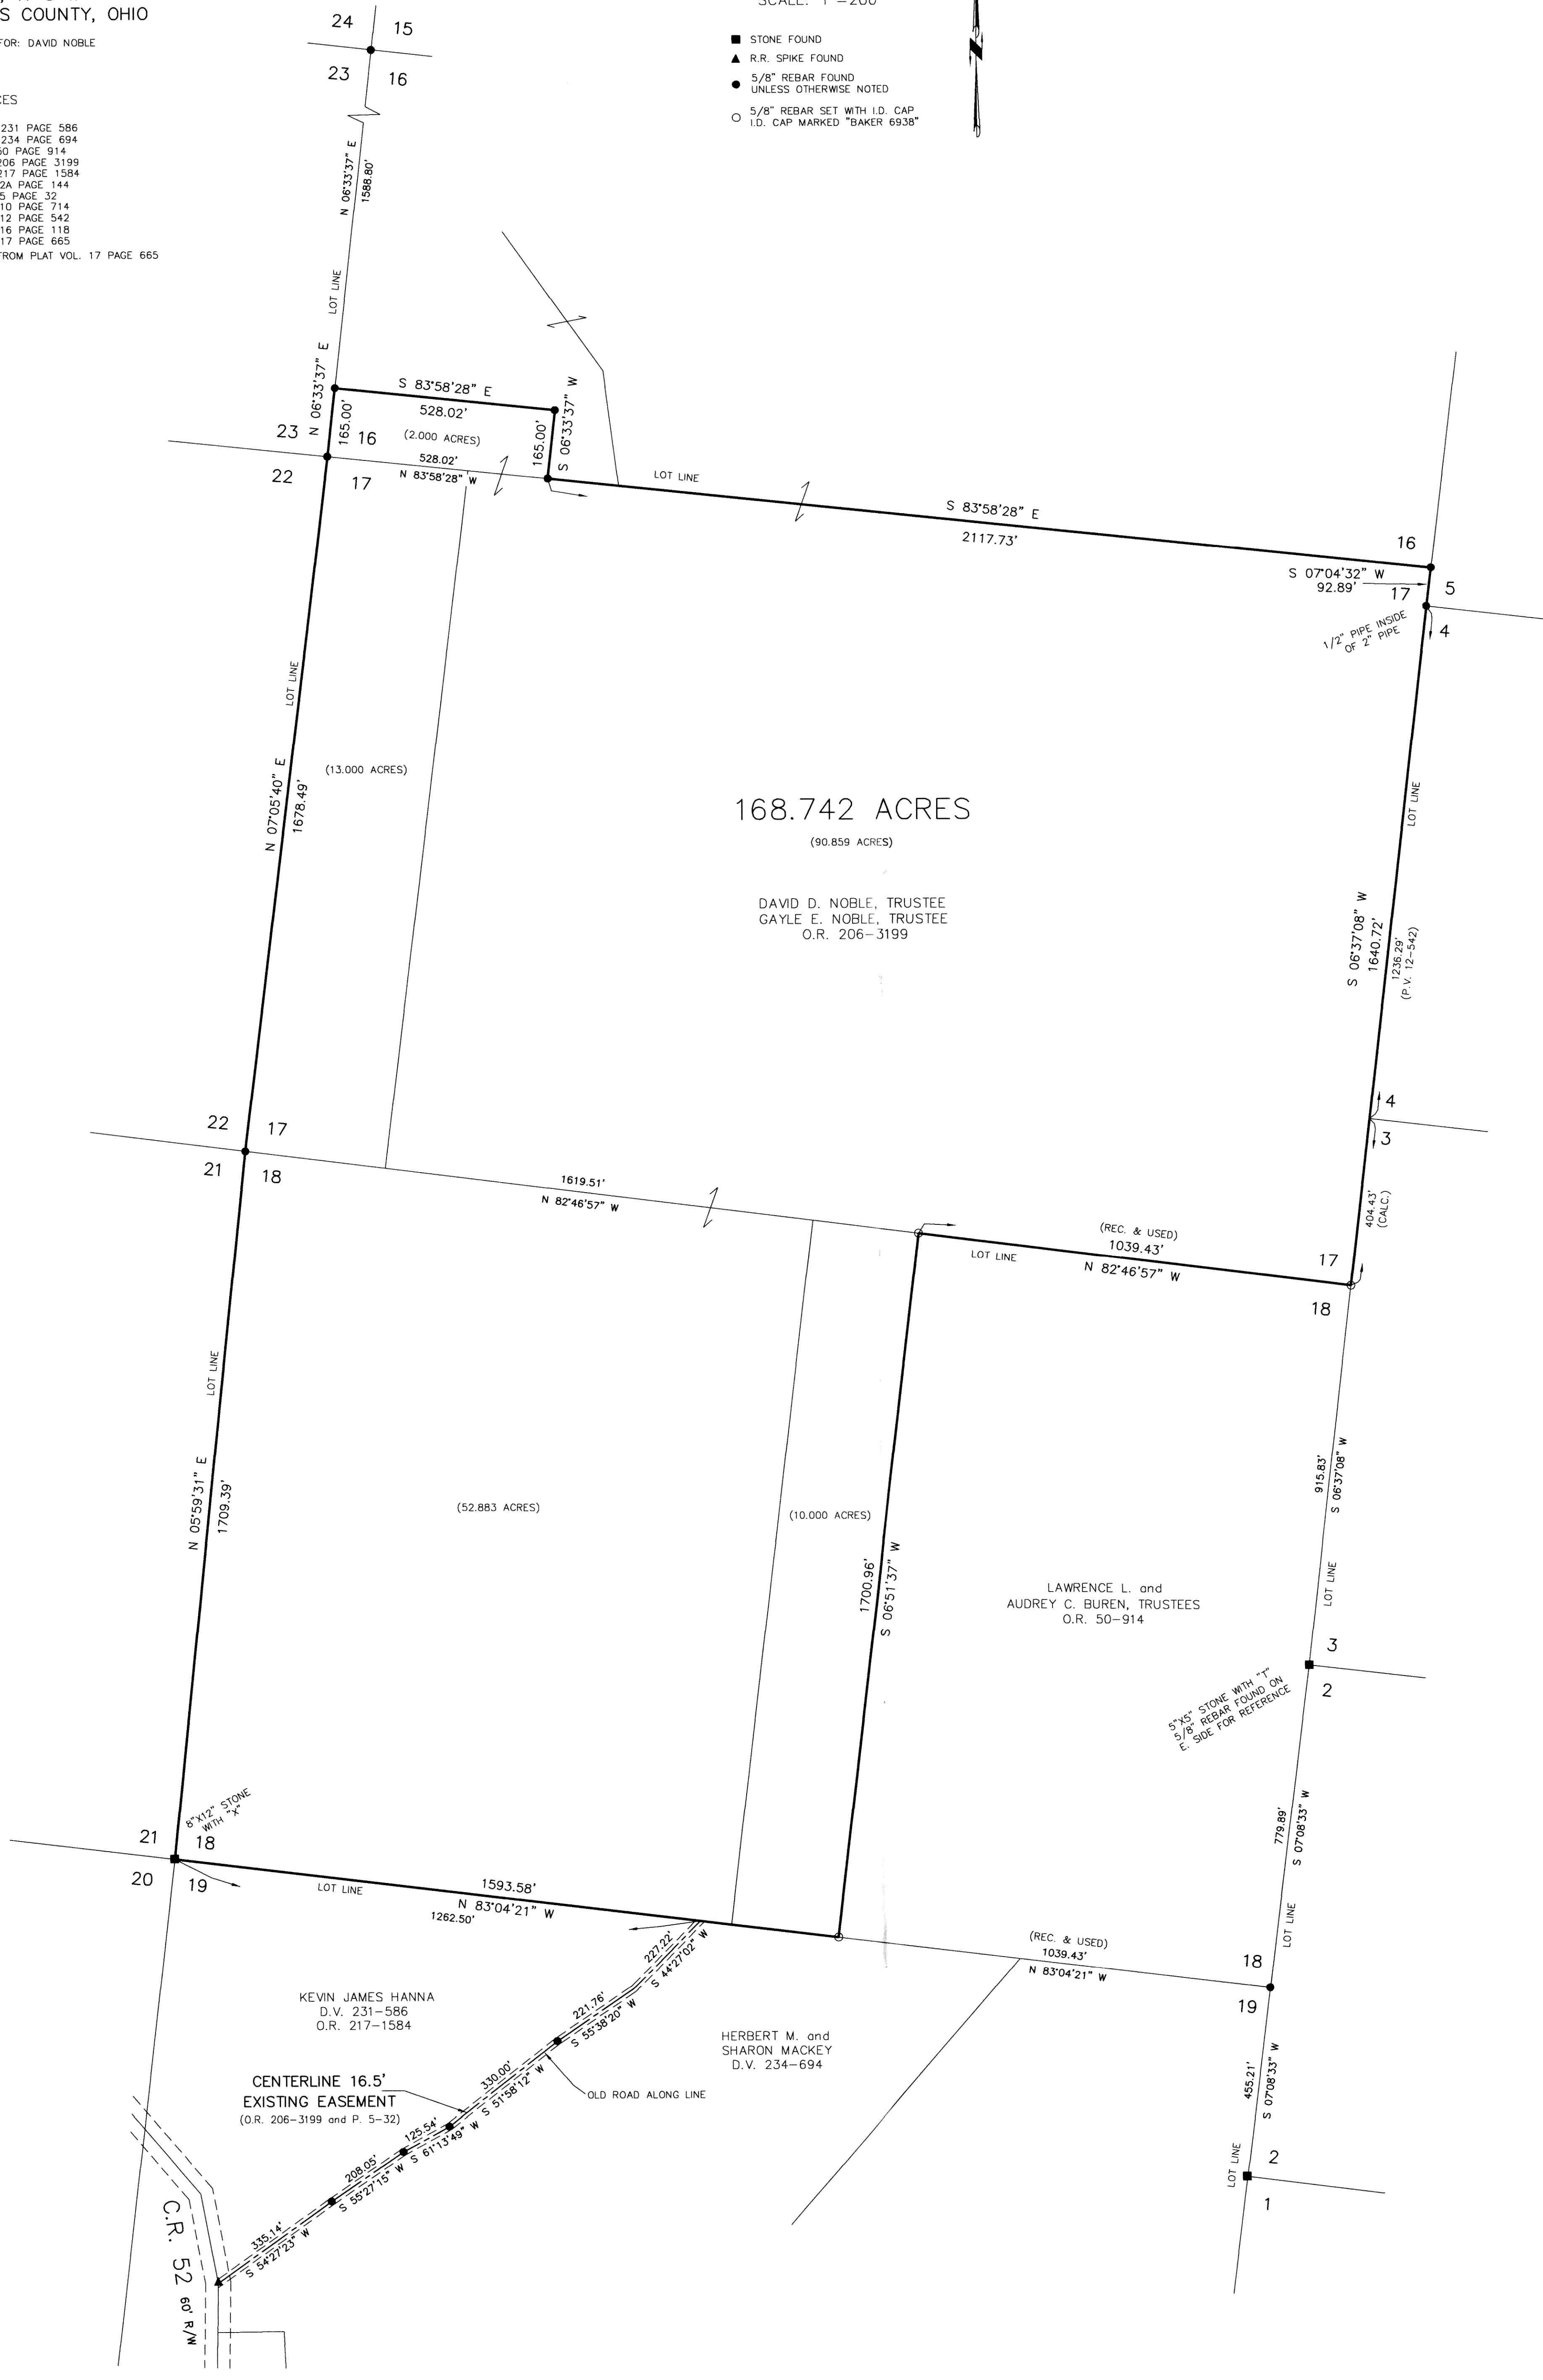 S COUNTY, OHIO
FOR: DAVID NOBLE
CES
231 PAGE 586
234 PAGE 694
PAGE 914
206 PAGE 3199
217 PAGE 1584
2A PAGE 144
5 PAGE 32
10 PAGE 714
12 PAGE 542
16 PAGE 118
17 PAGE 665
FROM PLAT VOL. 17 PAGE 665
SCALE: 1"=200'
STONE FOUND
R.R. SPIKE FOUND
5/8" REBAR FOUND
UNLESS OTHERWISE NOTED
5/8" REBAR SET WITH I.D. CAP
I.D. CAP MARKED "BAKER 6938"
24 15
23 16
N 06°33'37" E
1588.80'
LOT LINE
N 06°33'37" E
165.00'
S 83°58'28" E
528.02'
(2.000 ACRES)
528.02'
N 83°58'28" W
165.00'
S 06°33'37" W
23 16
22 17
LOT LINE
S 83°58'28" E
2117.73'
16
S 07°04'32" W
92.89'
17 5
4
1/2" PIPE INSIDE
OF 2" PIPE
LOT LINE
N 07°05'40" E
1678.49'
(13.000 ACRES)
168.742 ACRES
(90.859 ACRES)
DAVID D. NOBLE, TRUSTEE
GAYLE E. NOBLE, TRUSTEE
O.R. 206-3199
LOT LINE
S 06°37'08" W
1640.72'
1236.29'
(P.V. 12-542)
4
3
404.43'
(CALC.)
22 17
21 18
1619.51'
N 82°46'57" W
(REC. & USED)
1039.43'
N 82°46'57" W
LOT LINE
17
18
LOT LINE
N 05°59'31" E
1709.39'
(52.883 ACRES)
(10.000 ACRES)
1700.96'
S 06°51'37" W
LAWRENCE L. and
AUDREY C. BUREN, TRUSTEES
O.R. 50-914
915.83'
S 06°37'08" W
LOT LINE
3
2
5"X5" STONE WITH "T"
5/8" REBAR FOUND ON
E. SIDE FOR REFERENCE
779.89'
S 07°08'33" W
LOT LINE
8"X12" STONE
WITH "X"
21 18
20 19
LOT LINE
1593.58'
N 83°04'21" W
1262.50'
(REC. & USED)
1039.43'
N 83°04'21" W
18
19
KEVIN JAMES HANNA
D.V. 231-586
O.R. 217-1584
HERBERT M. and
SHARON MACKEY
D.V. 234-694
227.22'
S 44°27'02" W
221.76'
S 55°38'20" W
330.00'
S 51°58'12" W
125.54'
S 61°13'49" W
208.05'
S 55°27'15" W
335.14'
S 54°27'23" W
OLD ROAD ALONG LINE
CENTERLINE 16.5'
EXISTING EASEMENT
(O.R. 206-3199 and P. 5-32)
455.21'
S 07°08'33" W
LOT LINE
2
1
C.R. 52 60' R/W